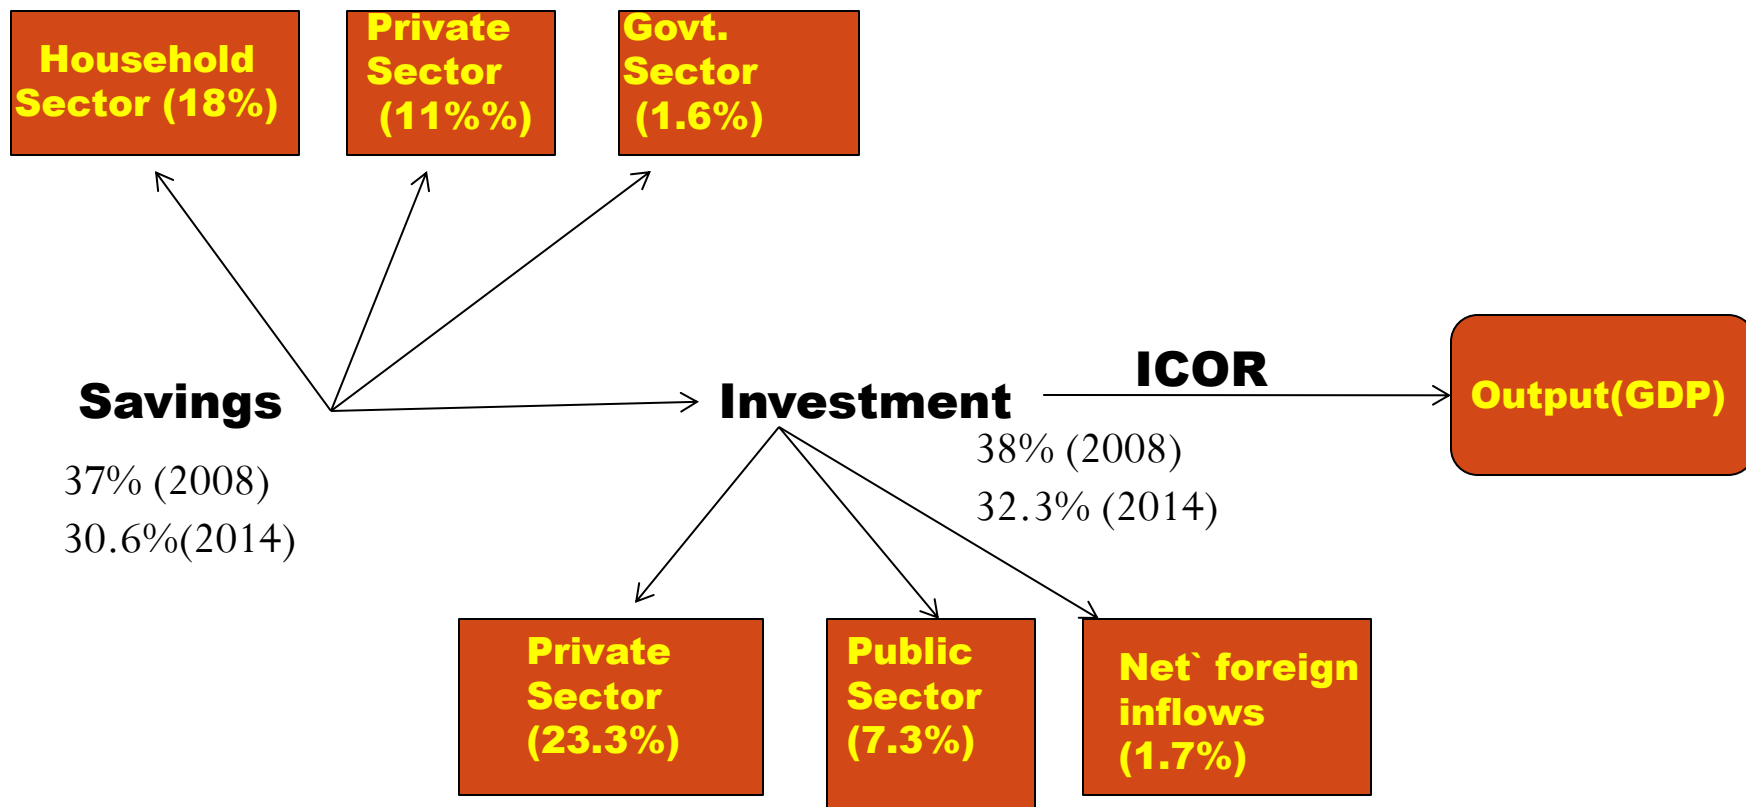 Household
Sector (18%)
Private
Sector
(11%%)
Govt.
Sector
(1.6%)
Savings
37% (2008)
30.6%(2014)
Investment
38% (2008)
32.3% (2014)
ICOR
Output(GDP)
Private
Sector
(23.3%)
Public
Sector
(7.3%)
Net` foreign
inflows
(1.7%)